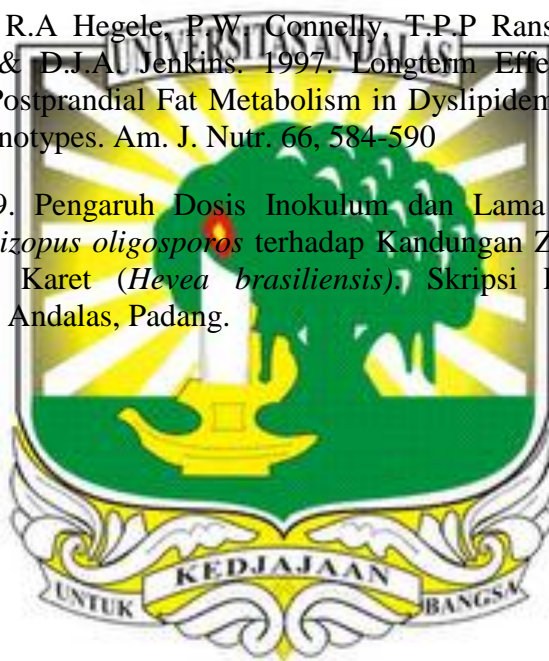 R.A Hegele, P.W. Connelly, T.P.P Rans
UNIVERSITAS ANDALAS
& D.J.A. Jenkins. 1997. Longterm Effe
Postprandial Fat Metabolism in Dyslipidem
notypes. Am. J. Nutr. 66, 584-590
9. Pengaruh Dosis Inokulum dan Lama
izopus oligosporos terhadap Kandungan Z
Karet (Hevea brasiliensis). Skripsi
Andalas, Padang.
KEDJAJAAN
UNTUK BANGSA